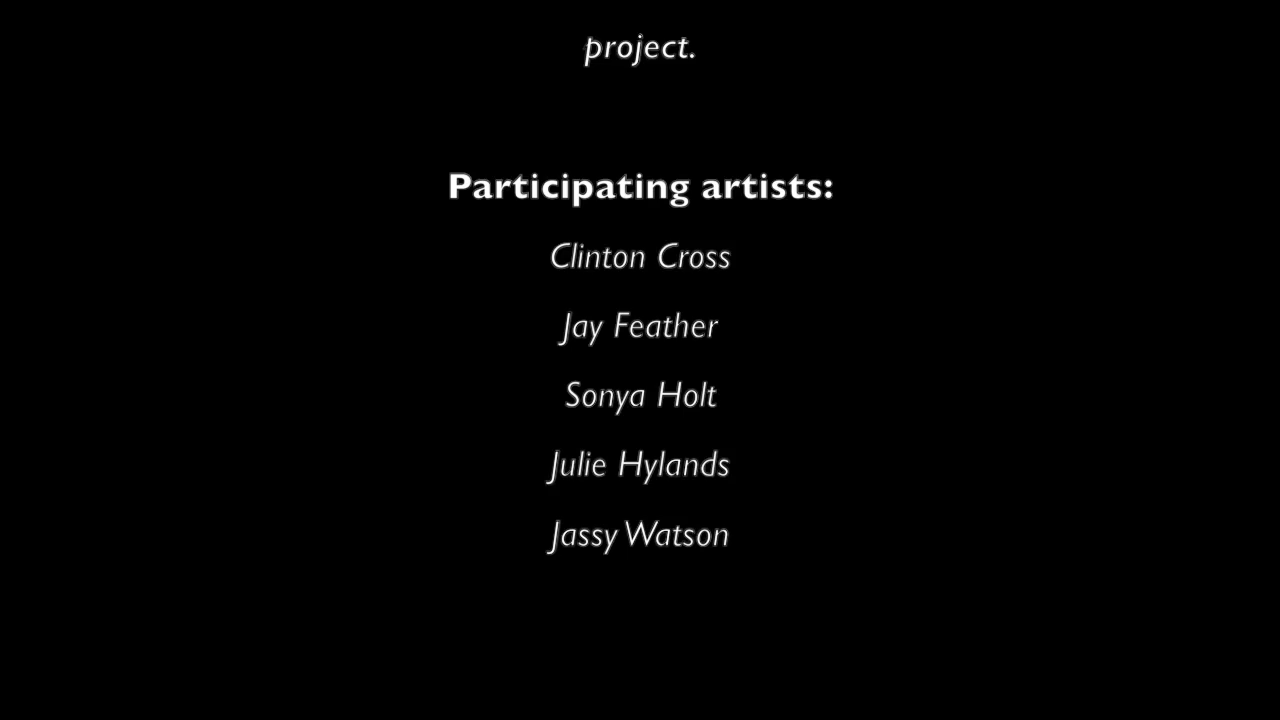 project.
Participating artists:
Clinton Cross
Jay Feather
Sonya Holt
Julie Hylands
Jassy Watson